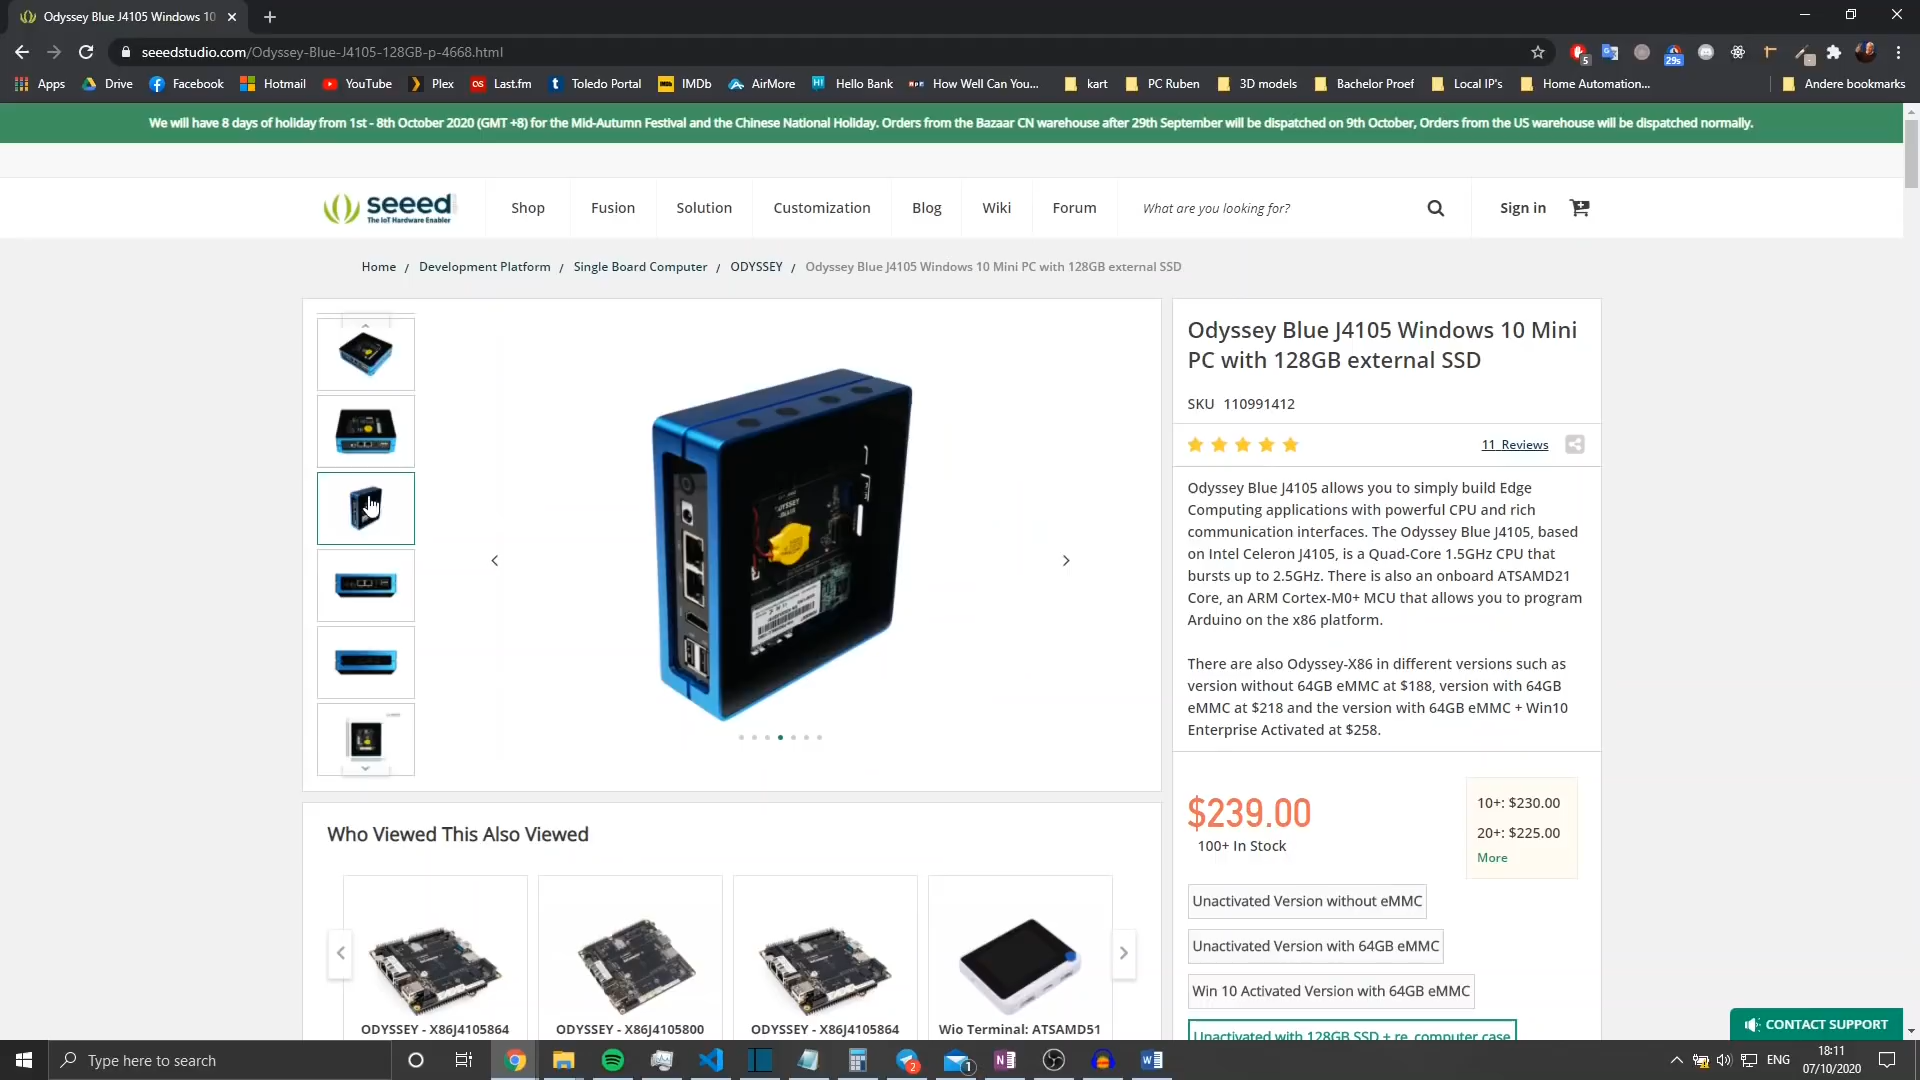 Odyssey Blue J4105 Windows 10
seeedstudio.com/Odyssey-Blue-J4105-128GB-p-4668.html
5
29s
Apps
Drive
Facebook
Hotmail
YouTube
Plex
Last.fm
Toledo Portal
IMDb
AirMore
Hello Bank
How Well Can You...
kart
PC Ruben
3D models
Bachelor Proef
Local IP's
Home Automation...
Andere bookmarks
We will have 8 days of holiday from 1st - 8th October 2020 (GMT +8) for the Mid-Autumn Festival and the Chinese National Holiday. Orders from the Bazaar CN warehouse after 29th September will be dispatched on 9th October, Orders from the US warehouse will be dispatched normally.
seeed
The IoT Hardware Enabler
Shop
Fusion
Solution
Customization
Blog
Wiki
Forum
What are you looking for?
Sign in
Home / Development Platform / Single Board Computer / ODYSSEY / Odyssey Blue J4105 Windows 10 Mini PC with 128GB external SSD
Odyssey Blue J4105 Windows 10 Mini
PC with 128GB external SSD
SKU 110991412
11 Reviews
Odyssey Blue J4105 allows you to simply build Edge
Computing applications with powerful CPU and rich
communication interfaces. The Odyssey Blue J4105, based
on Intel Celeron J4105, is a Quad-Core 1.5GHz CPU that
bursts up to 2.5GHz. There is also an onboard ATSAMD21
Core, an ARM Cortex-M0+ MCU that allows you to program
Arduino on the x86 platform.
There are also Odyssey-X86 in different versions such as
version without 64GB eMMC at $188, version with 64GB
eMMC at $218 and the version with 64GB eMMC + Win10
Enterprise Activated at $258.
$239.00
100+ In Stock
10+: $230.00
20+: $225.00
More
Unactivated Version without eMMC
Unactivated Version with 64GB eMMC
Win 10 Activated Version with 64GB eMMC
Unactivated with 128GB SSD + re_computer case
Who Viewed This Also Viewed
ODYSSEY - X86J4105864
ODYSSEY - X86J4105800
ODYSSEY - X86J4105864
Wio Terminal: ATSAMD51
CONTACT SUPPORT
Type here to search
2
1
ENG
18:11
07/10/2020